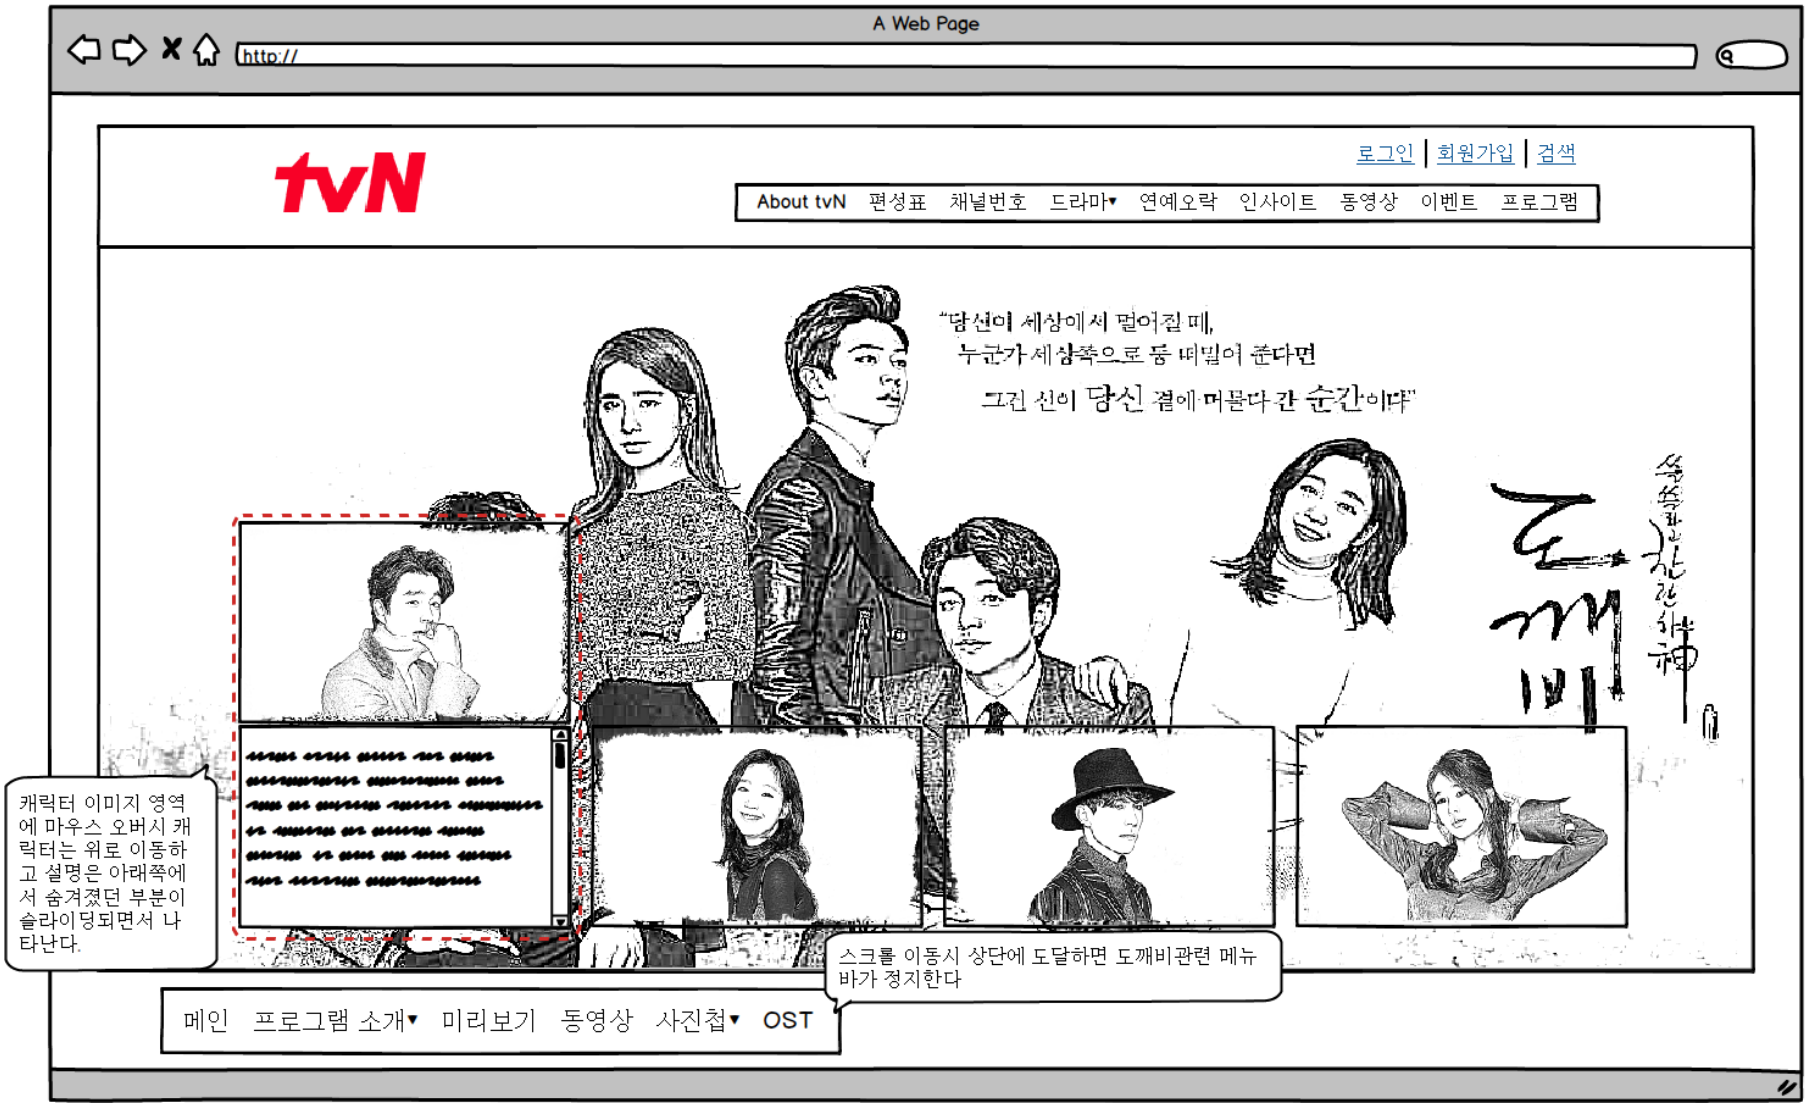 A Web Page
http://
tvN
로그인 | 회원가입 | 검색
About tvN 편성표 채널번호 드라마▾ 연예오락 인사이트 동영상 이벤트 프로그램
“당신이 세상에서 멀어질 때,
누군가 세상쪽으로 등 떠밀어 준다면
그건 신이 당신 곁에 머물다 간 순간이다”
쓸쓸하고 찬란하神
도깨비
캐릭터 이미지 영역
에 마우스 오버시 캐
릭터는 위로 이동하
고 설명은 아래쪽에
서 숨겨졌던 부분이
슬라이딩되면서 나
타난다.
스크롤 이동시 상단에 도달하면 도깨비관련 메뉴
바가 정지한다
메인 프로그램 소개▾ 미리보기 동영상 사진첩▾ OST